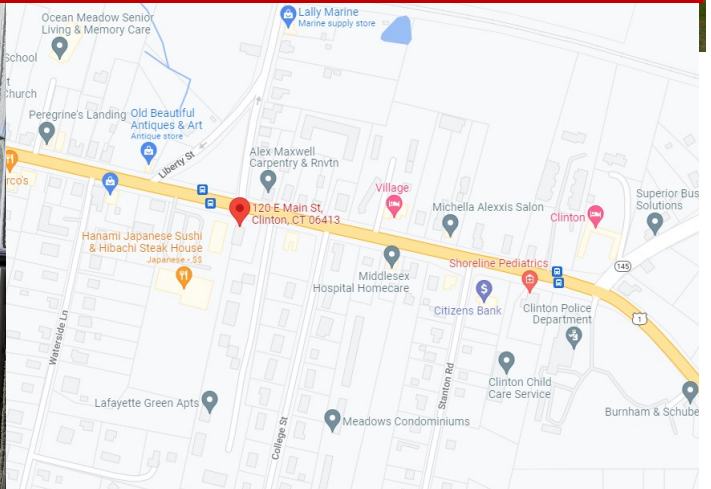 Ocean Meadow Senior
Living & Memory Care
Lally Marine
Marine supply store
School
Church
Peregrine's Landing
Old Beautiful
Antiques & Art
Antique store
Liberty St
Alex Maxwell
Carpentry & Rnvtn
Village
Michella Alexxis Salon
Clinton
Superior Bus
Solutions
120 E Main St,
Clinton, CT 06413
Hanami Japanese Sushi
& Hibachi Steak House
Japanese - $$
Middlesex
Hospital Homecare
Shoreline Pediatrics
145
Citizens Bank
Clinton Police
Department
1
Waterside Ln
Stanton Rd
Clinton Child
Care Service
Lafayette Green Apts
College St
Meadows Condominiums
Burnham & Schube